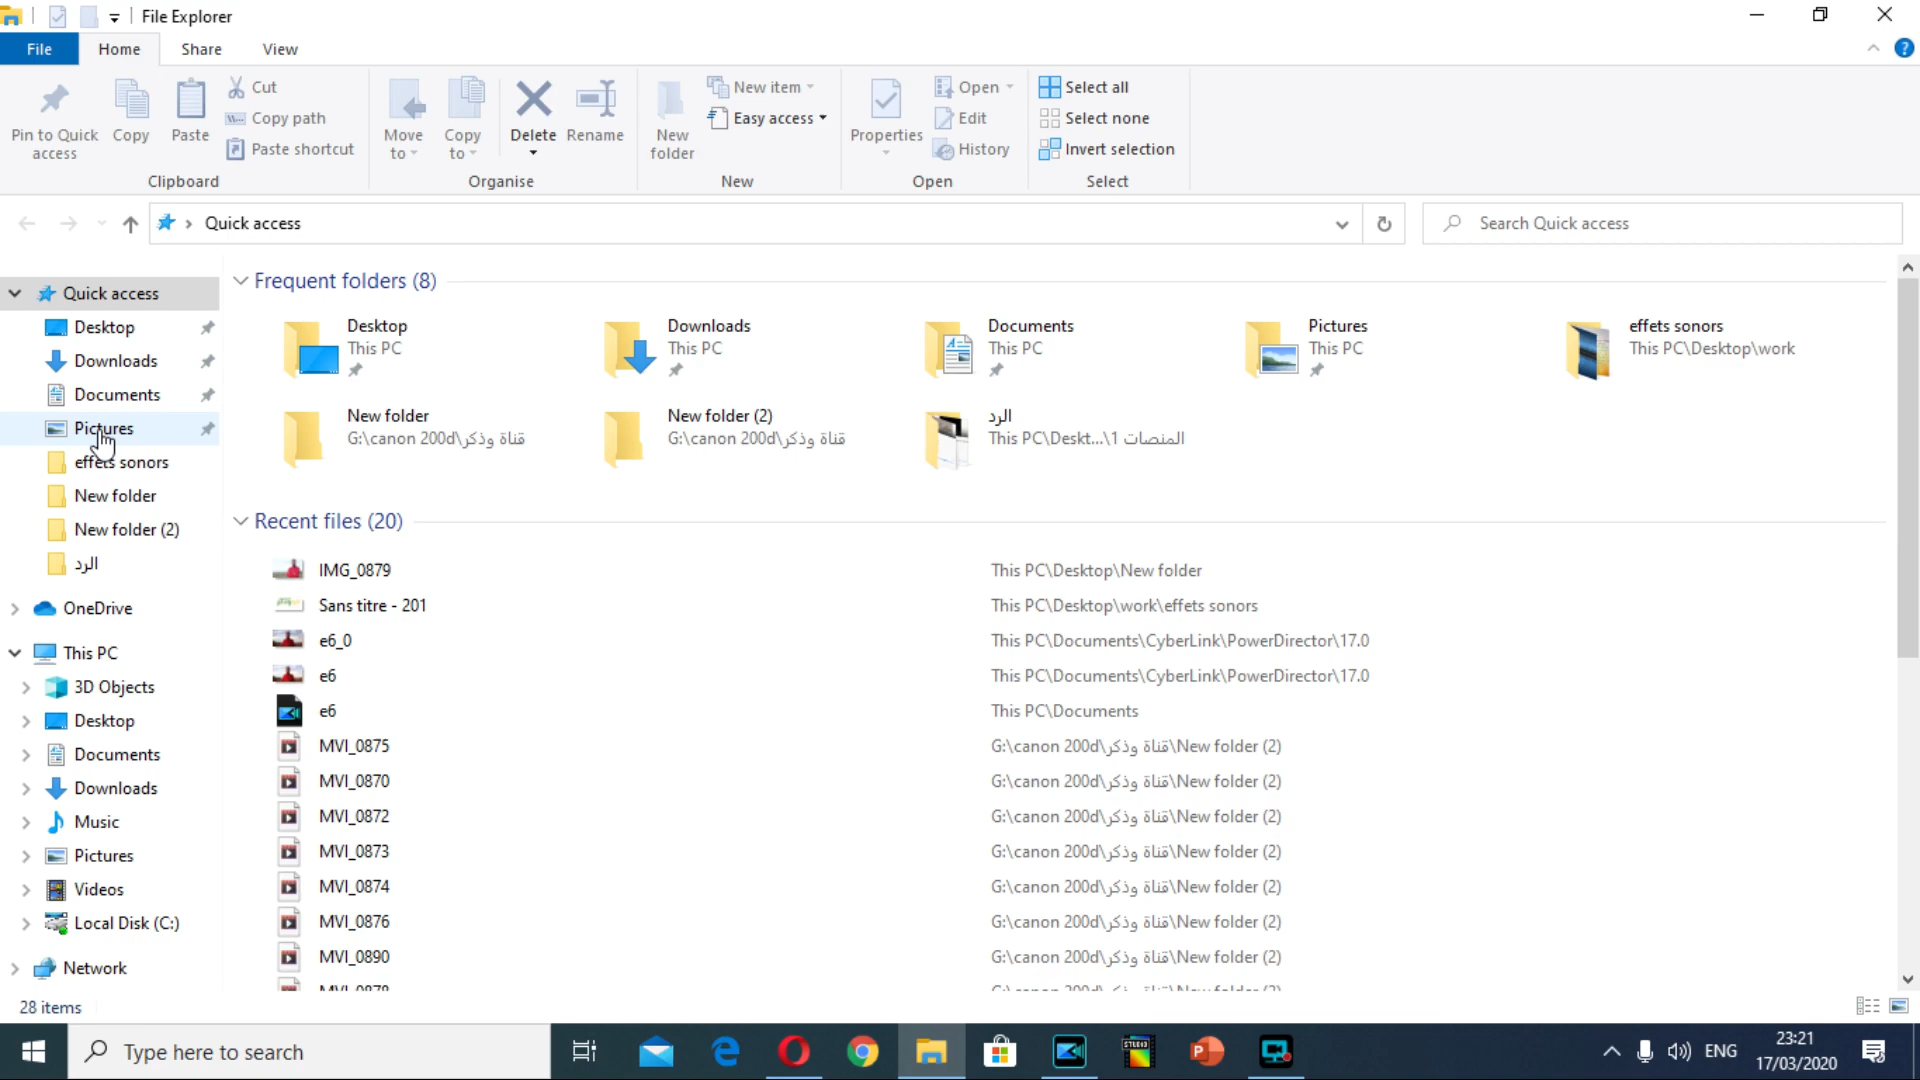 File Explorer
File Home Share View
Pin to Quick access
Copy
Paste
Cut
Copy path
Paste shortcut
Move to
Copy to
Delete
Rename
New folder
New item
Easy access
Properties
Open
Edit
History
Select all
Select none
Invert selection
Clipboard Organise New Open Select
Quick access
Search Quick access
Quick access
Desktop
Downloads
Documents
Pictures
effets sonors
New folder
New folder (2)
الرد
OneDrive
This PC
3D Objects
Desktop
Documents
Downloads
Music
Pictures
Videos
Local Disk (C:)
Network
Frequent folders (8)
Desktop
This PC
Downloads
This PC
Documents
This PC
Pictures
This PC
effets sonors
This PC\Desktop\work
New folder
G:\canon 200d\قناة وذكر
New folder (2)
G:\canon 200d\قناة وذكر
الرد
This PC\Deskt...\1 المنصات
Recent files (20)
IMG_0879 This PC\Desktop\New folder
Sans titre - 201 This PC\Desktop\work\effets sonors
e6_0 This PC\Documents\CyberLink\PowerDirector\17.0
e6 This PC\Documents\CyberLink\PowerDirector\17.0
e6 This PC\Documents
MVI_0875 G:\canon 200d\قناة وذكر\New folder (2)
MVI_0870 G:\canon 200d\قناة وذكر\New folder (2)
MVI_0872 G:\canon 200d\قناة وذكر\New folder (2)
MVI_0873 G:\canon 200d\قناة وذكر\New folder (2)
MVI_0874 G:\canon 200d\قناة وذكر\New folder (2)
MVI_0876 G:\canon 200d\قناة وذكر\New folder (2)
MVI_0890 G:\canon 200d\قناة وذكر\New folder (2)
28 items
Type here to search
STUDIO
ENG
23:21
17/03/2020